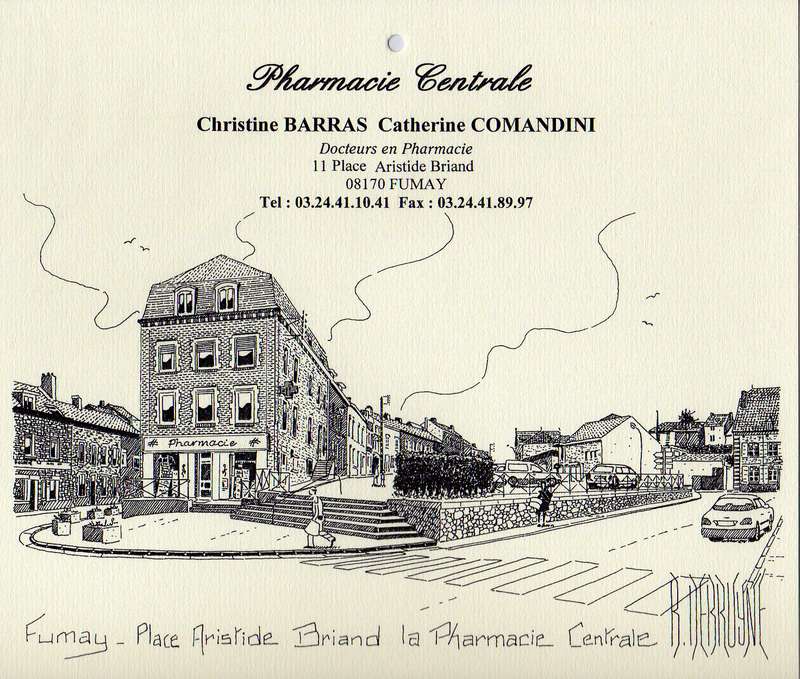 Pharmacie Centrale
Christine BARRAS Catherine COMANDINI
Docteurs en Pharmacie
11 Place Aristide Briand
08170 FUMAY
Tel : 03.24.41.10.41 Fax : 03.24.41.89.97
# Pharmacie #
Fumay - Place Aristide Briand la Pharmacie Centrale
R. DEBRUYNE